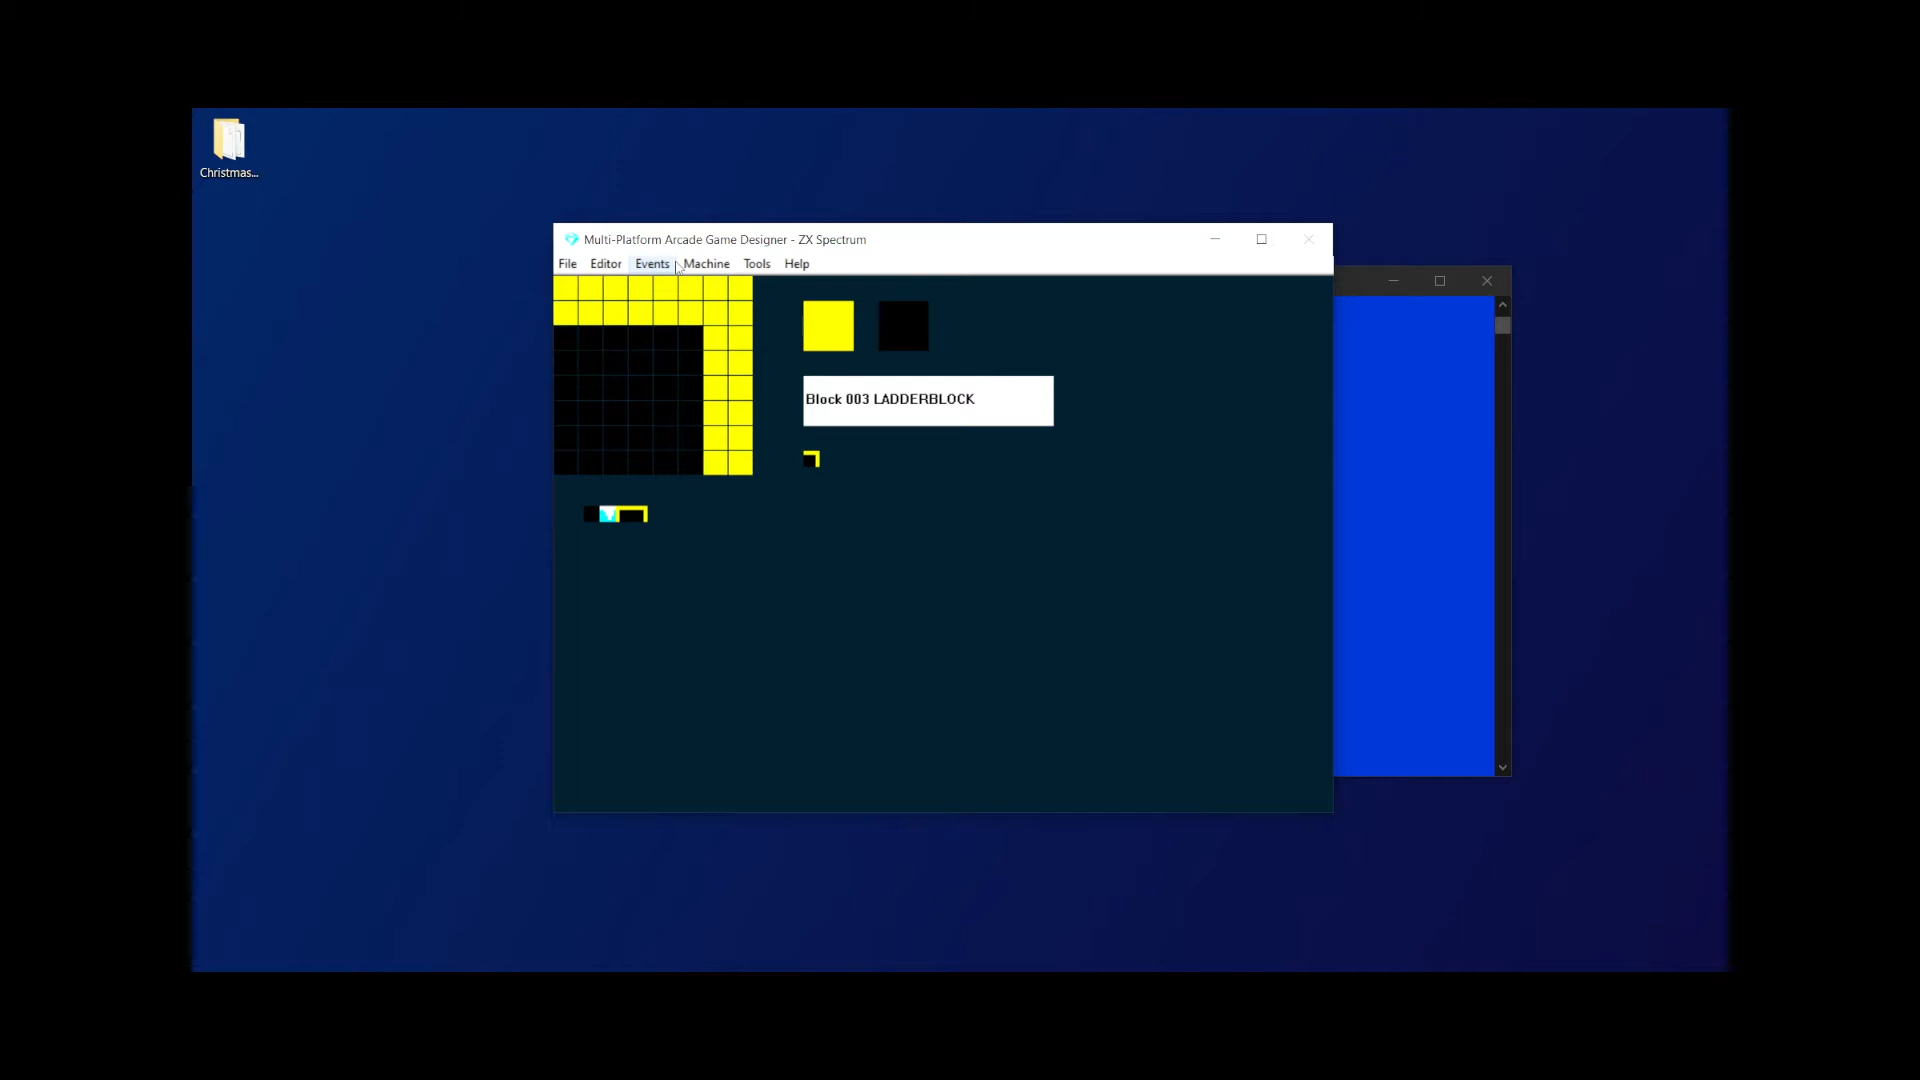 Christmas...
Multi-Platform Arcade Game Designer - ZX Spectrum
File Editor Events Machine Tools Help
Block 003 LADDERBLOCK